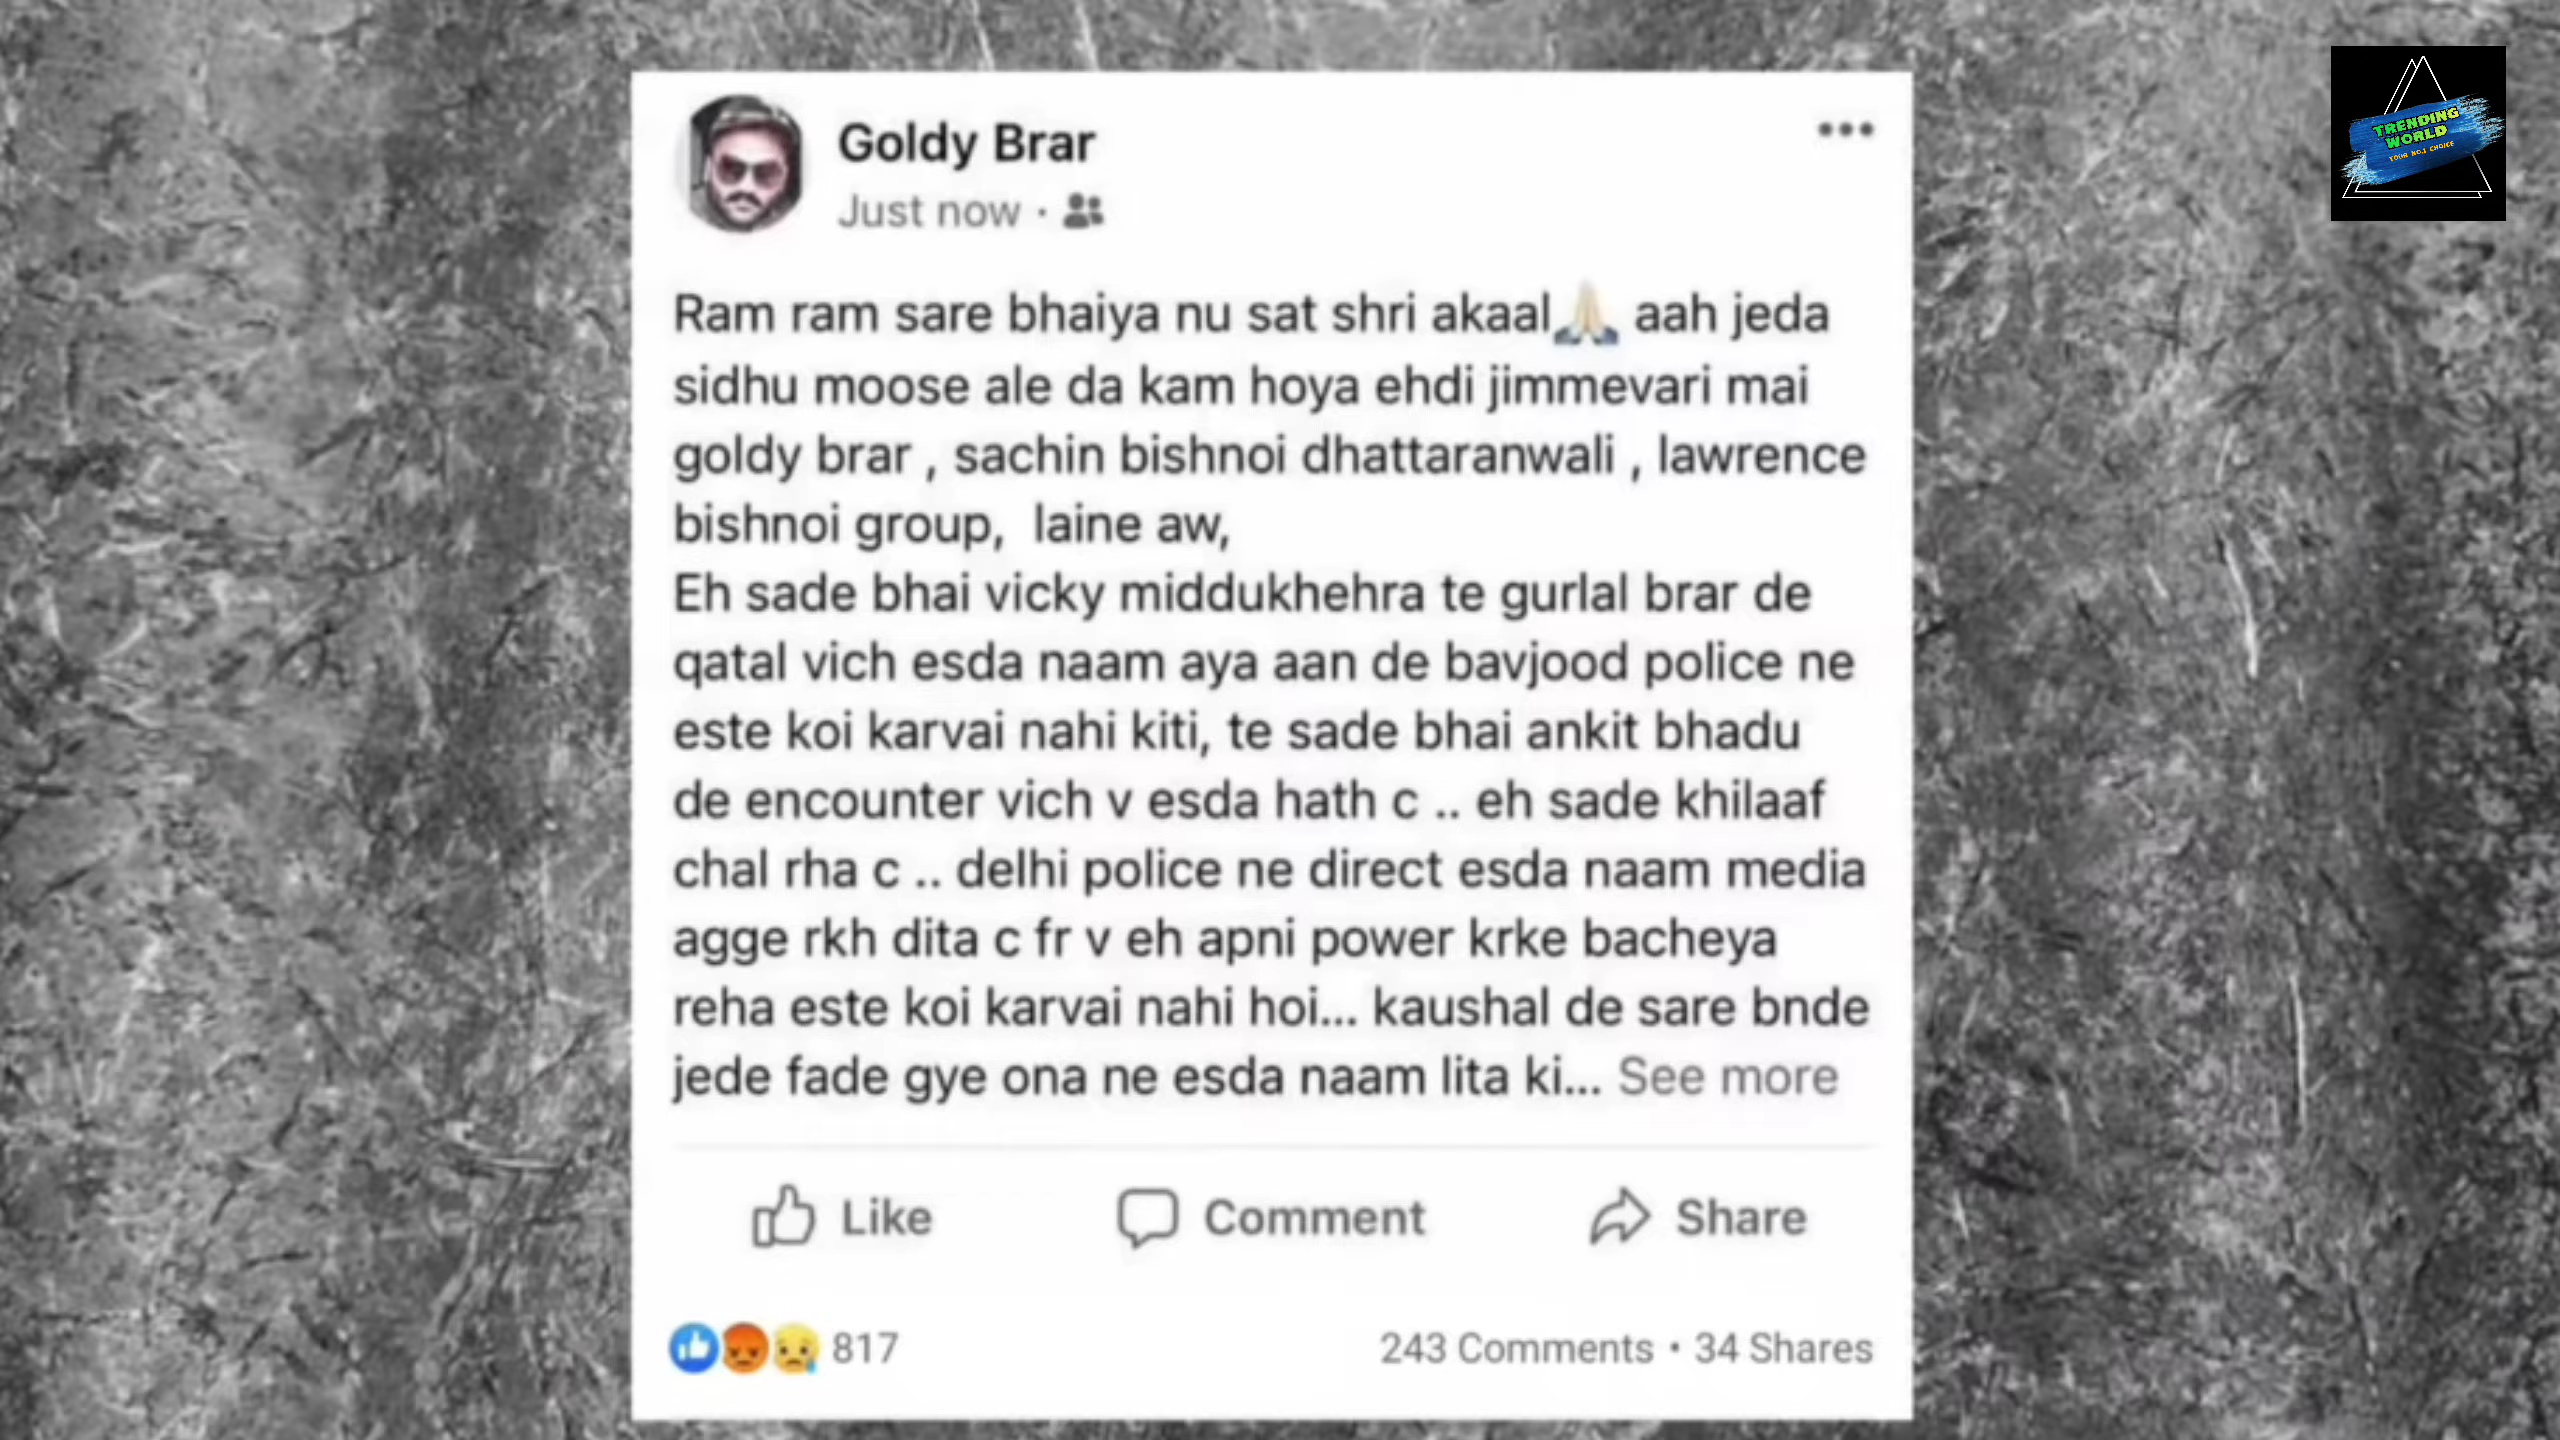 TRENDING
WORLD
YOUR NO.1 CHOICE
Goldy Brar
Just now ·
Ram ram sare bhaiya nu sat shri akaal🙏🏻 aah jeda
sidhu moose ale da kam hoya ehdi jimmevari mai
goldy brar , sachin bishnoi dhattaranwali , lawrence
bishnoi group,  laine aw,
Eh sade bhai vicky middukhehra te gurlal brar de
qatal vich esda naam aya aan de bavjood police ne
este koi karvai nahi kiti, te sade bhai ankit bhadu
de encounter vich v esda hath c .. eh sade khilaaf
chal rha c .. delhi police ne direct esda naam media
agge rkh dita c fr v eh apni power krke bacheya
reha este koi karvai nahi hoi... kaushal de sare bnde
jede fade gye ona ne esda naam lita ki... See more
Like Comment Share
817 243 Comments • 34 Shares